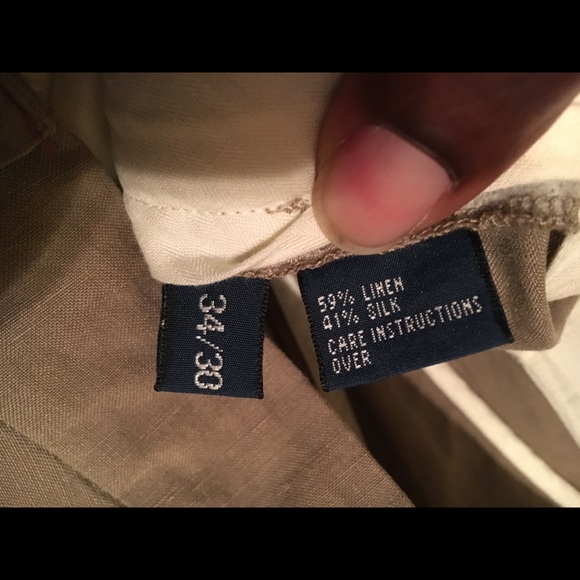 34/30
59% LINEN
41% SILK
CARE INSTRUCTIONS
OVER